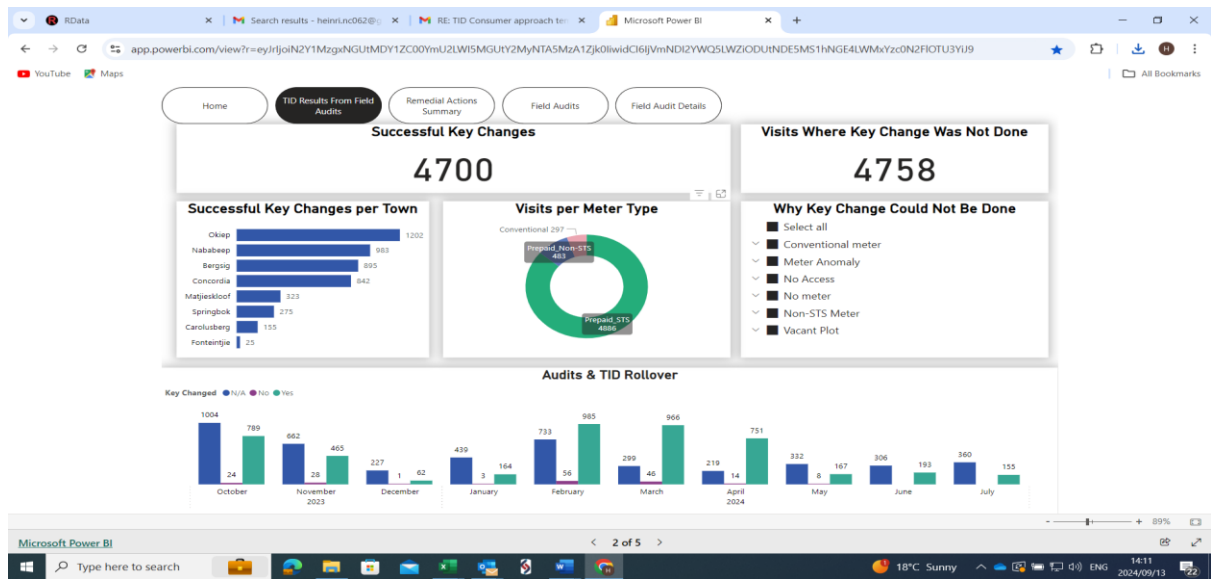 RData
Search results - heinri.nc062@g
RE: TID Consumer approach ter
Microsoft Power BI
YouTube
Maps
All Bookmarks
Home
TID Results From Field Audits
Remedial Actions Summary
Field Audits
Field Audit Details
Successful Key Changes
4700
Visits Where Key Change Was Not Done
4758
Successful Key Changes per Town
Okiep 1202
Nababeep 983
Bergsig 895
Concordia 842
Matjieskloof 323
Springbok 275
Carolusberg 155
Fonteintjie 25
Visits per Meter Type
Conventional 297
Prepaid_Non-STS
483
Prepaid_STS
4886
Why Key Change Could Not Be Done
Select all
Conventional meter
Meter Anomaly
No Access
No meter
Non-STS Meter
Vacant Plot
Audits & TID Rollover
Key Changed N/A No Yes
1004 24 789
662 28 465
227 1 62
439 3 164
733 56 985
299 46 966
219 14 751
332 8 167
306 193
360 155
October November December January February March April May June July
2023 2024
89%
Microsoft Power BI
2 of 5
Type here to search
18°C Sunny
ENG
14:11
2024/09/13
22